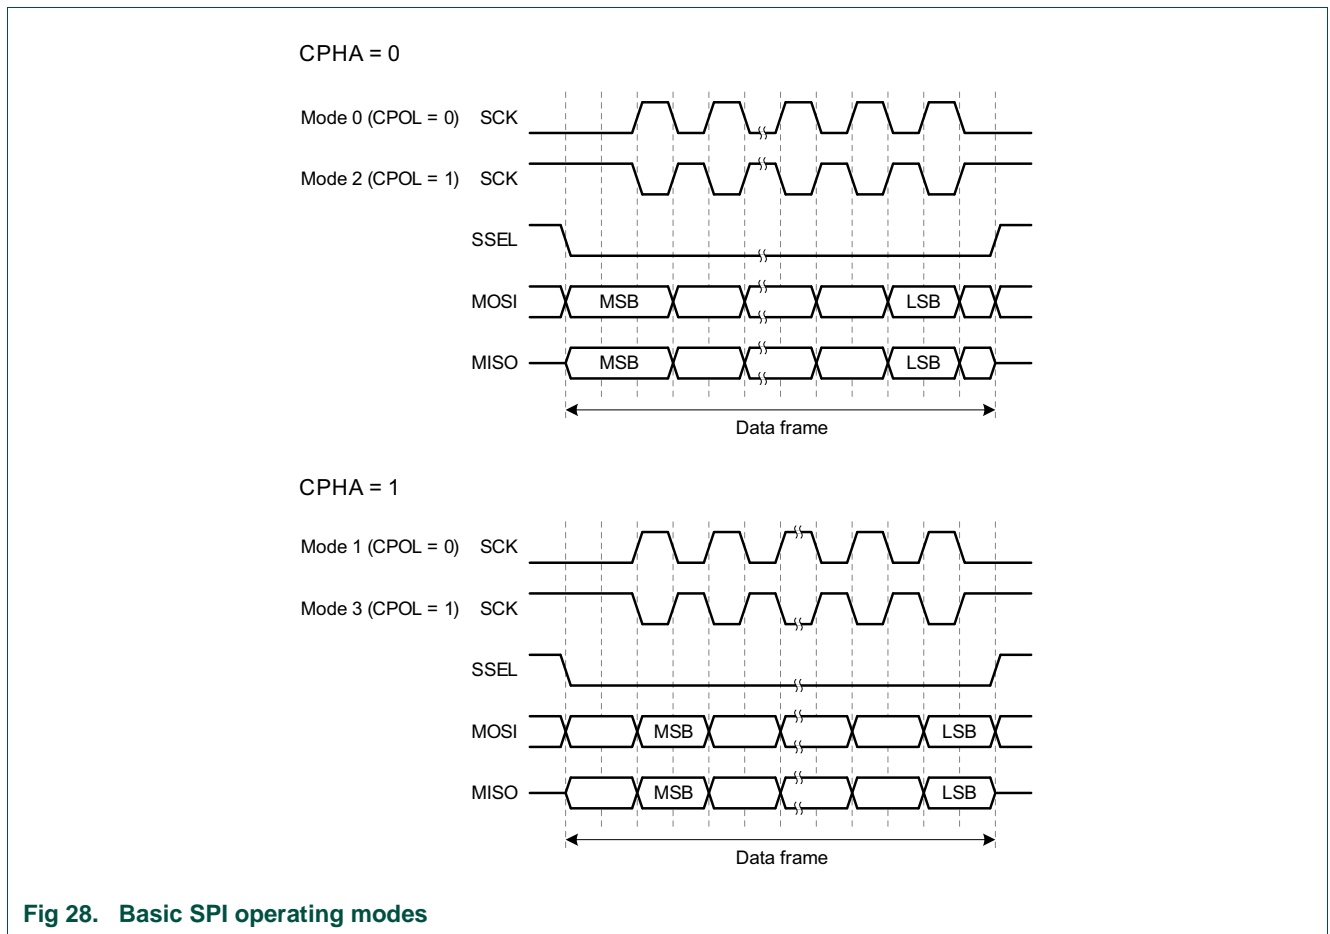 CPHA = 0
Mode 0 (CPOL = 0) SCK
Mode 2 (CPOL = 1) SCK
SSEL
MOSI MSB LSB
MISO MSB LSB
Data frame
CPHA = 1
Mode 1 (CPOL = 0) SCK
Mode 3 (CPOL = 1) SCK
SSEL
MOSI MSB LSB
MISO MSB LSB
Data frame
Fig 28. Basic SPI operating modes